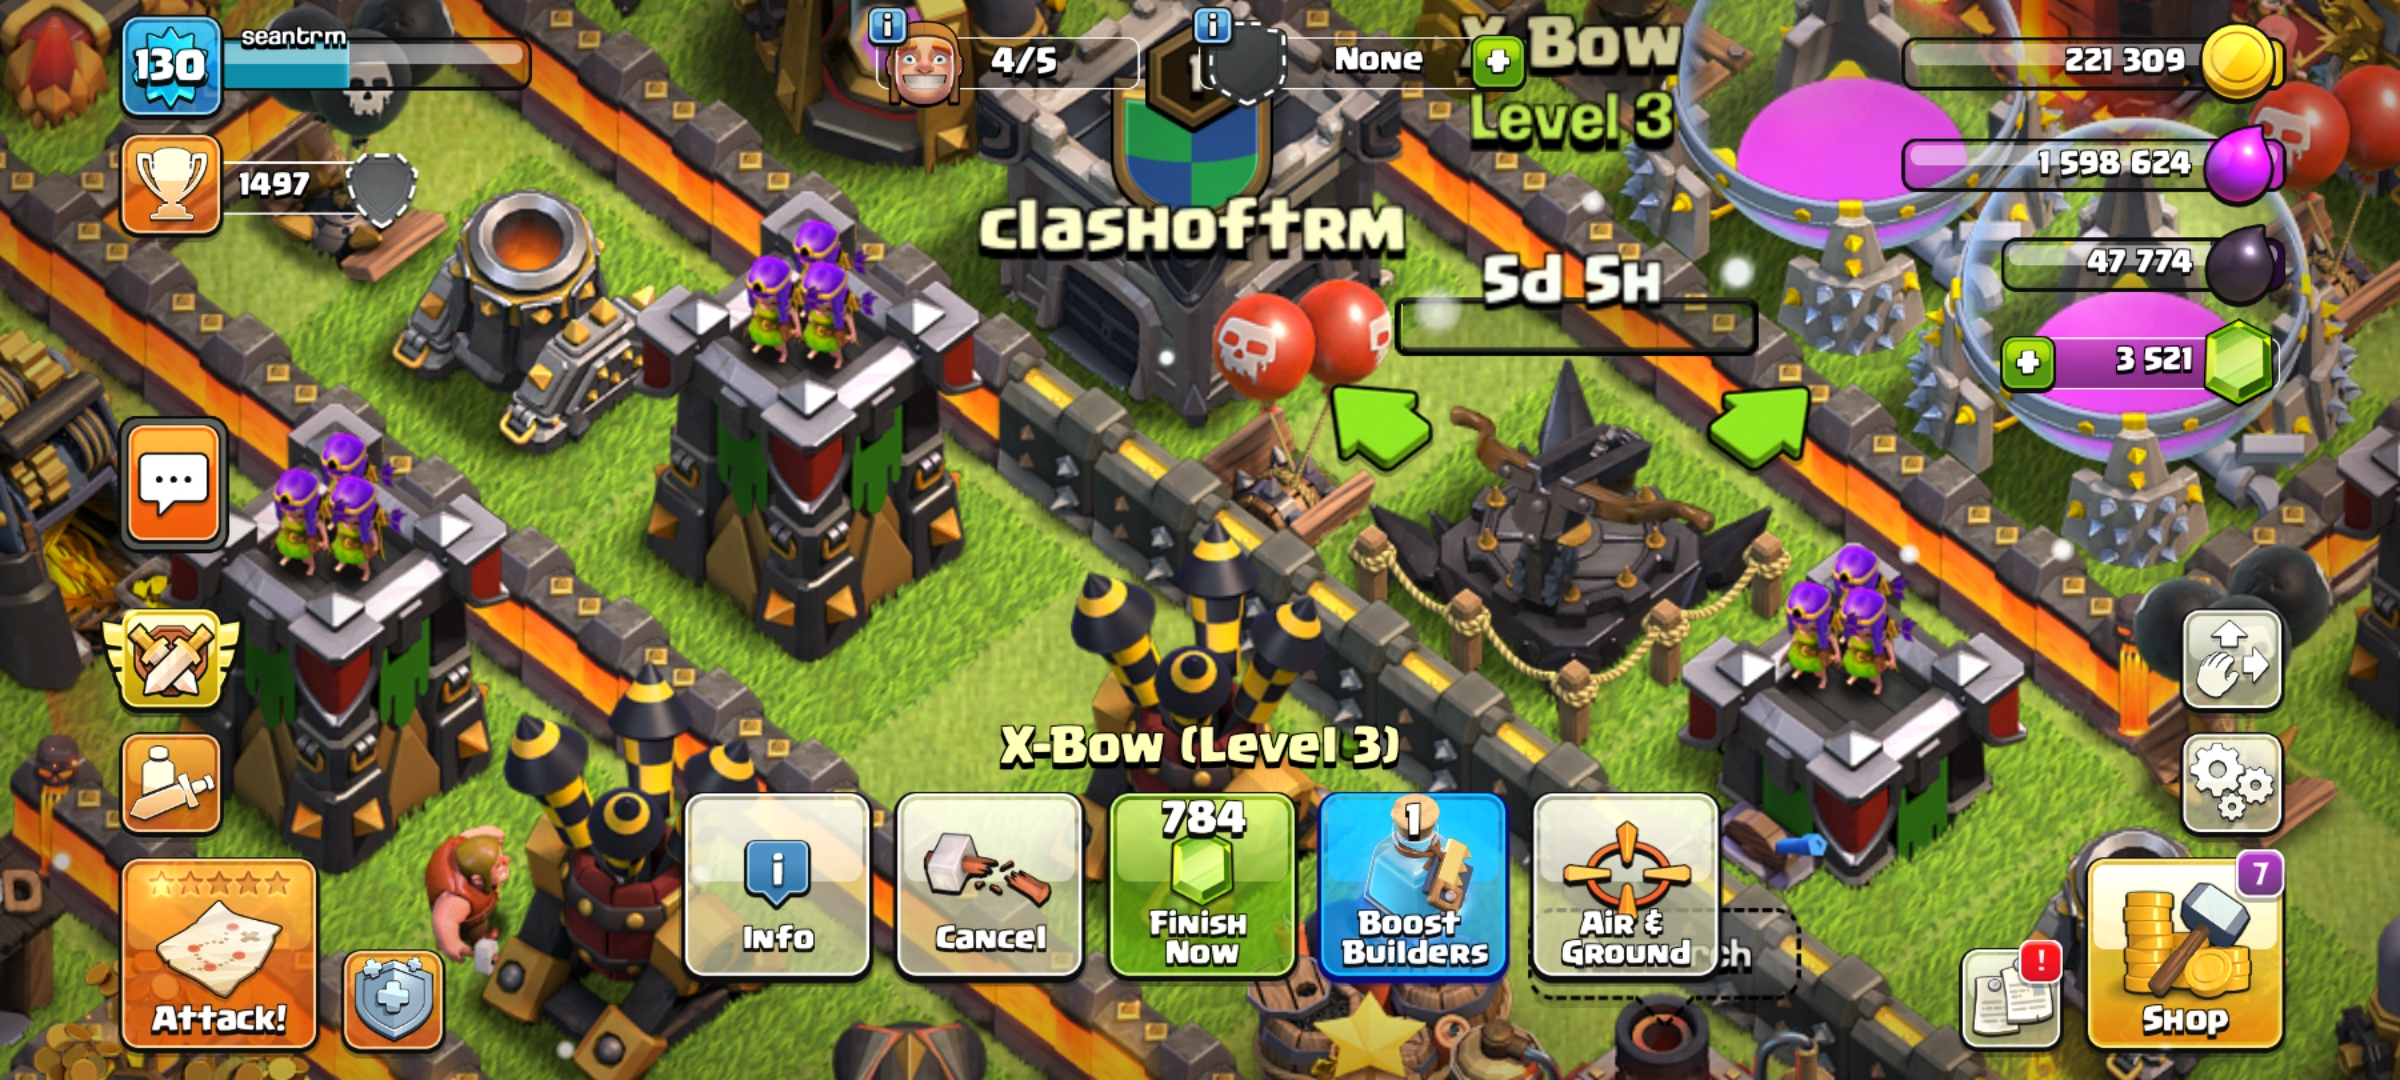 130
seantrm
4/5
None
X-Bow
Level 3
221 309
1497
1 598 624
clashoftrm
47 774
5d 5h
3 521
X-Bow (Level 3)
784
1
Info
Cancel
Finish
Now
Boost
Builders
Air &
Ground
7
!
Attack!
Shop